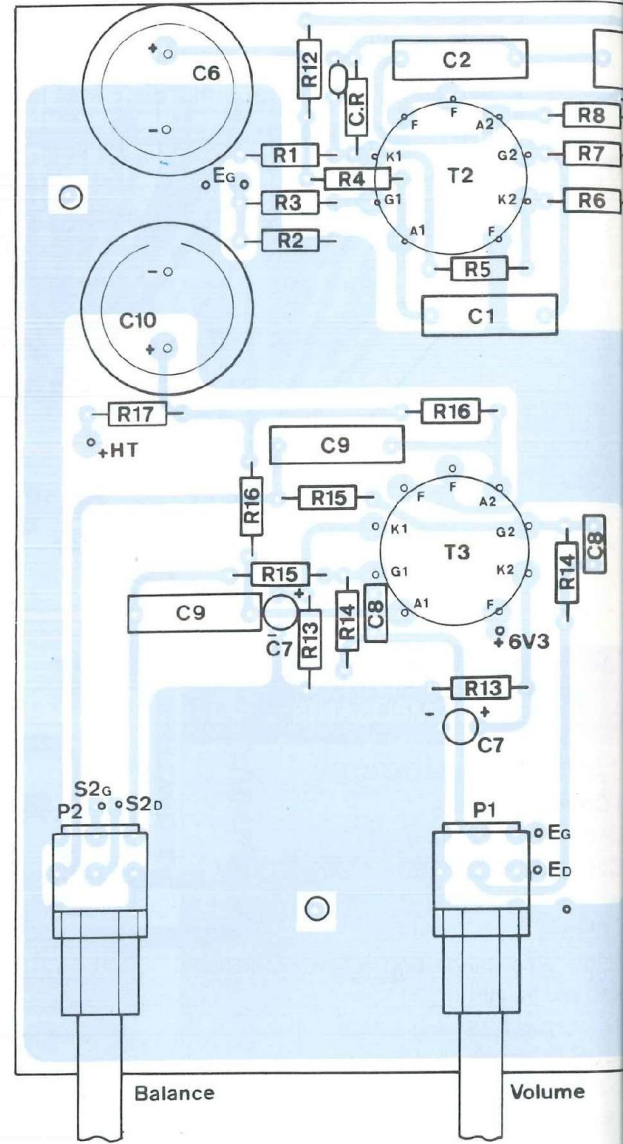 + C6 R12 C.R C2
-
F F A2 R8
R1 K1 G2 R7
EG R4 T2
R3 G1 K2 R6
R2 A1 F
- R5
C10 C1
+
R17 R16
+HT C9
F F A2
R16 R15 K1 G2 C8
T3 R14
R15 G1 K2
C9 + R14 C8 A1 F
- C7 R13 + 6V3
R13
- + C7
S2G S2D
P2 P1
EG
ED
Balance Volume